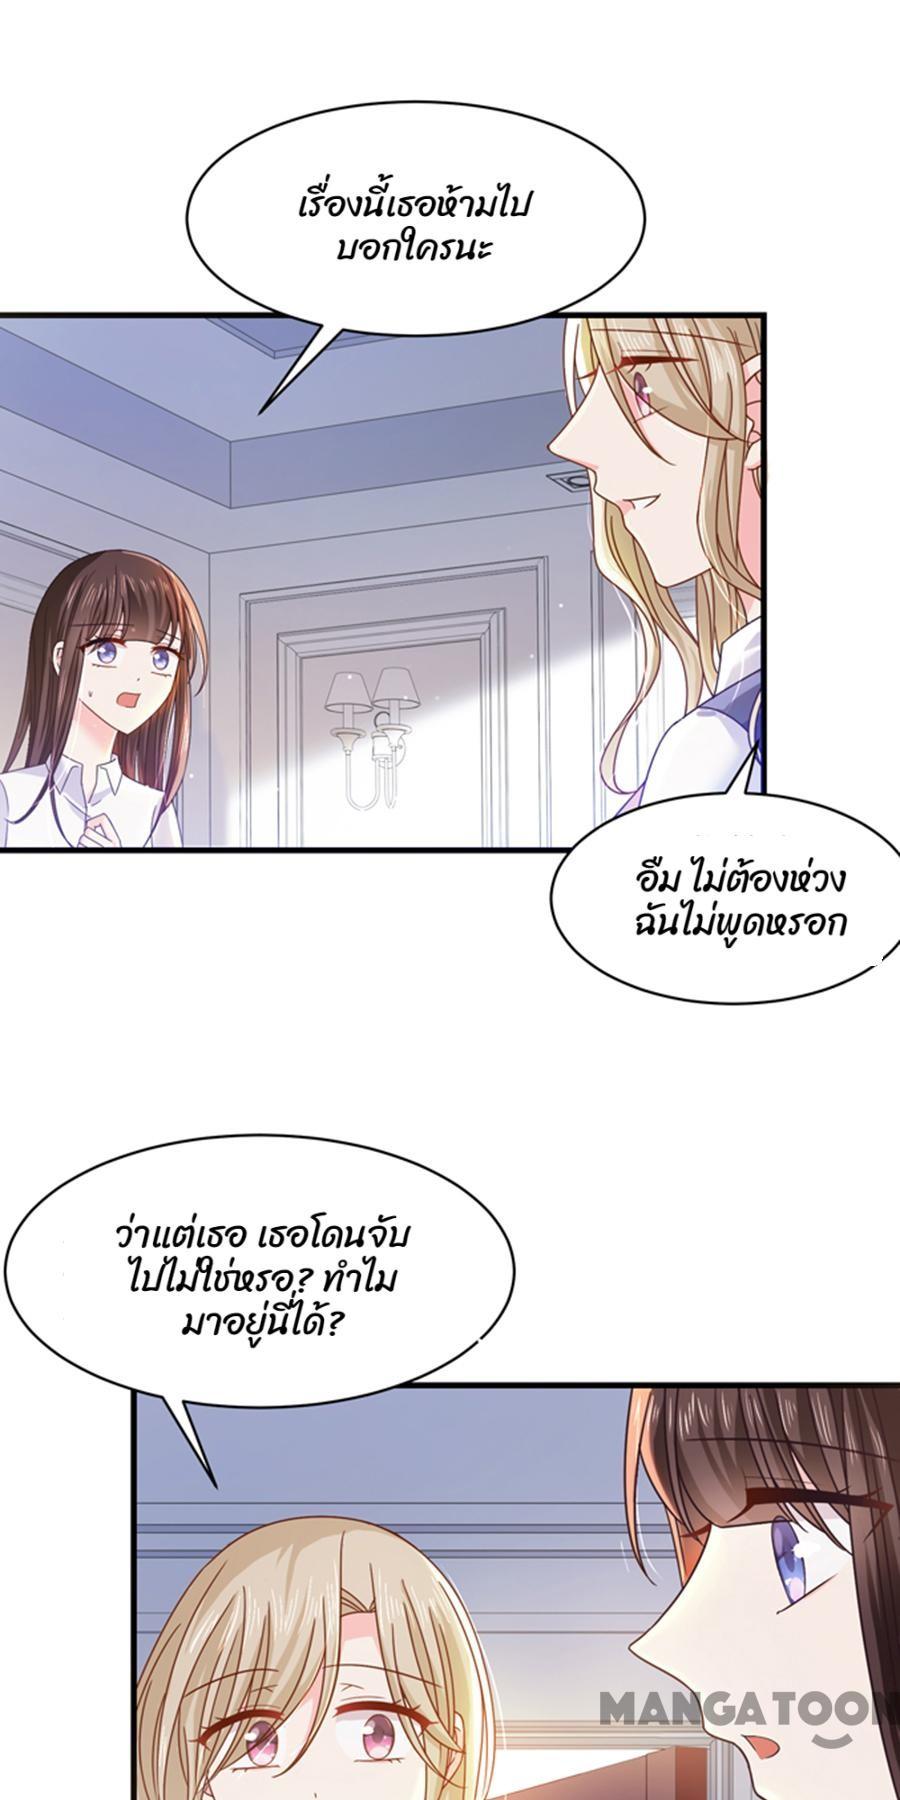 เรื่องนี้เธอห้ามไป
บอกใครนะ
อืม ไม่ต้องห่วง
ฉันไม่พูดหรอก
ว่าแต่เธอ เธอโดนจับ
ไปไม่ใช่หรอ? ทำไม
มาอยู่นี่ได้?
MANGATOON